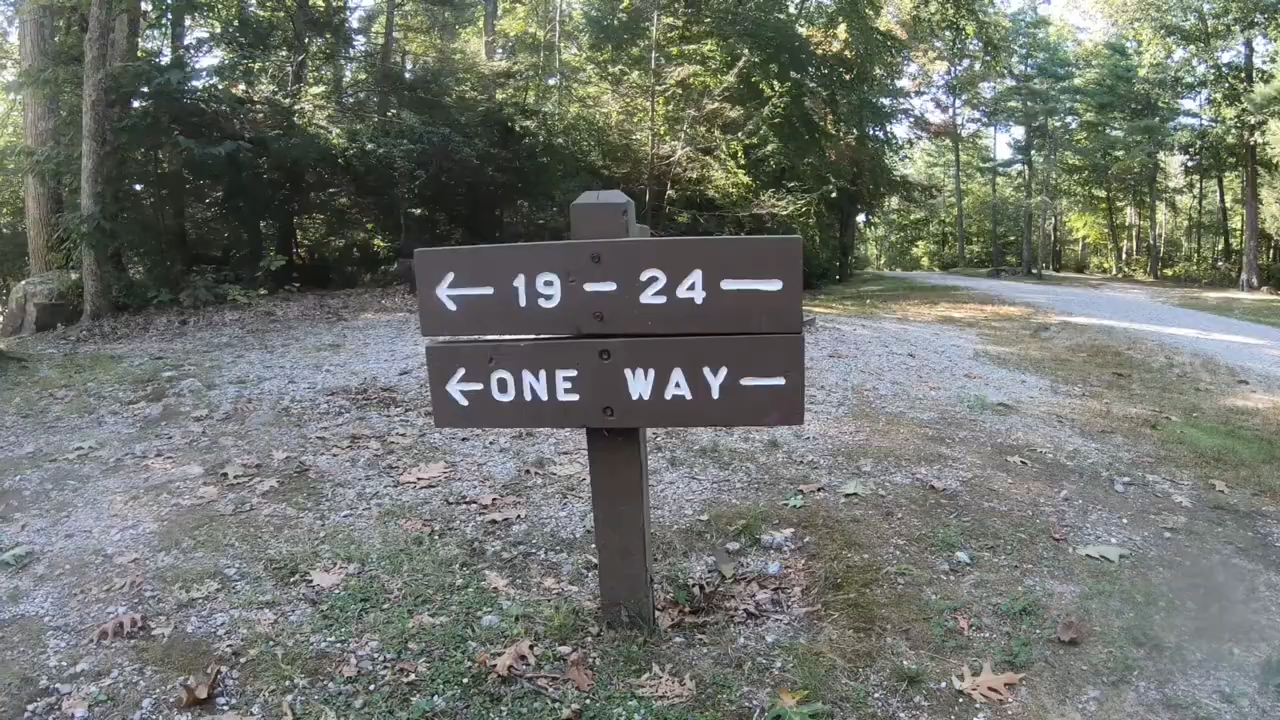 ← 19 – 24 —
← ONE WAY —